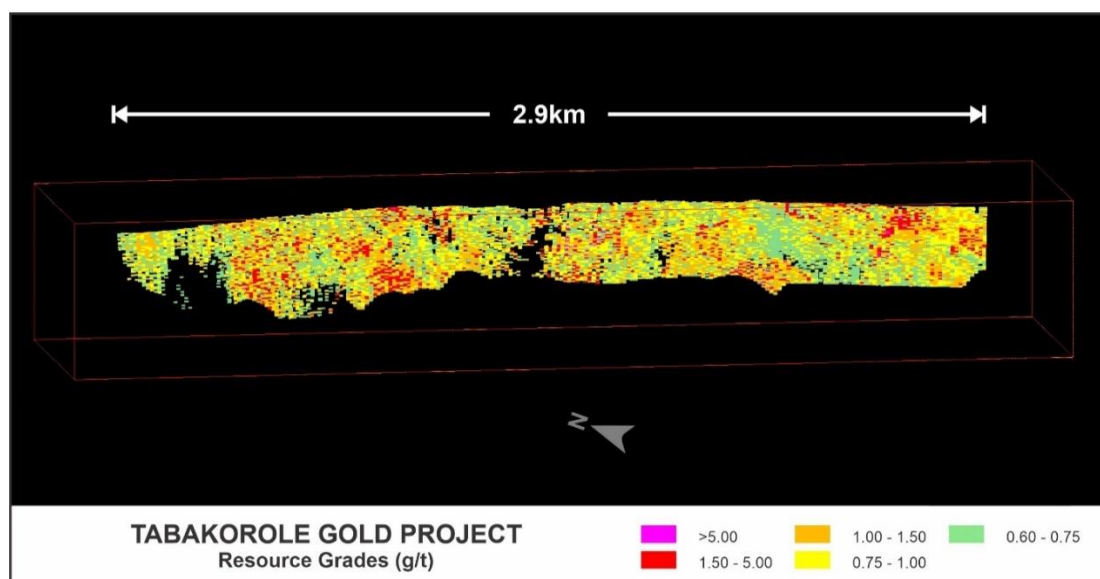 2.9km
N
TABAKOROLE GOLD PROJECT
Resource Grades (g/t)
>5.00
1.00 - 1.50
0.60 - 0.75
1.50 - 5.00
0.75 - 1.00